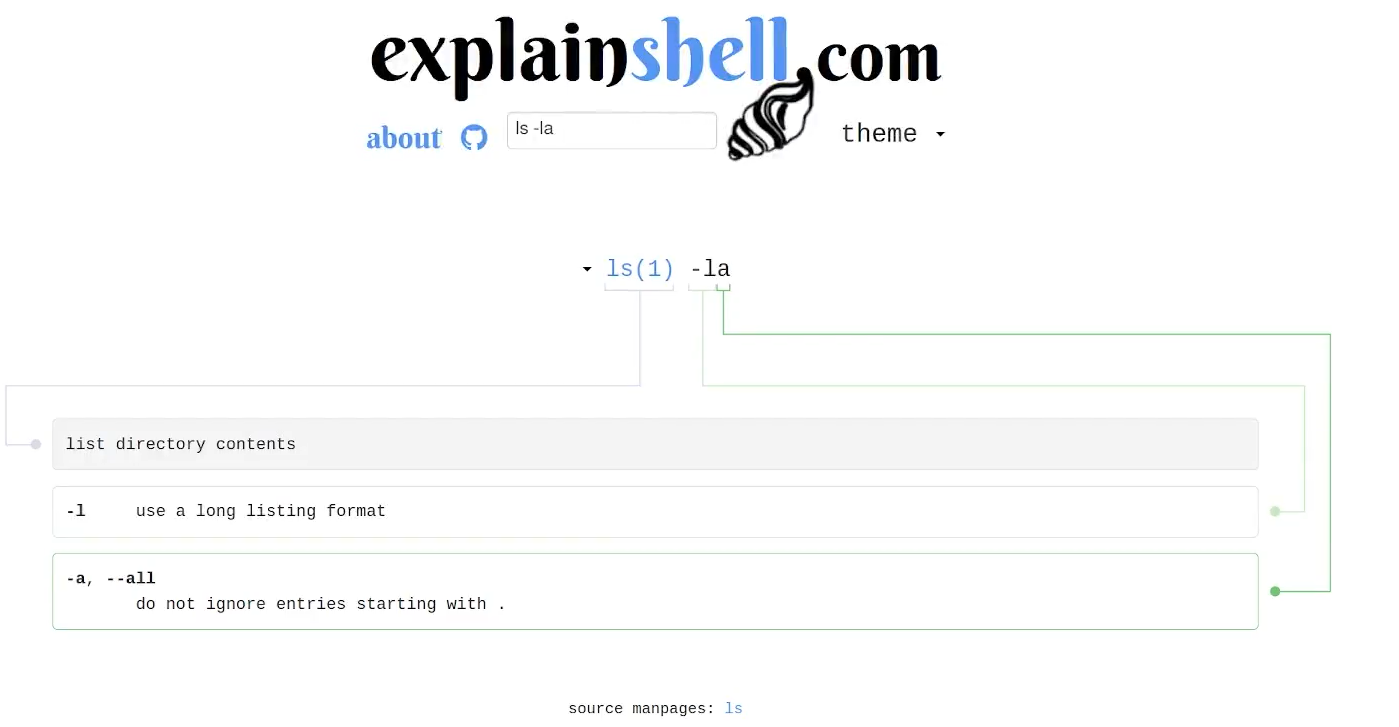 explainshell.com
about ls -la theme
ls(1) -la
list directory contents
-l use a long listing format
-a, --all
do not ignore entries starting with .
source manpages: ls